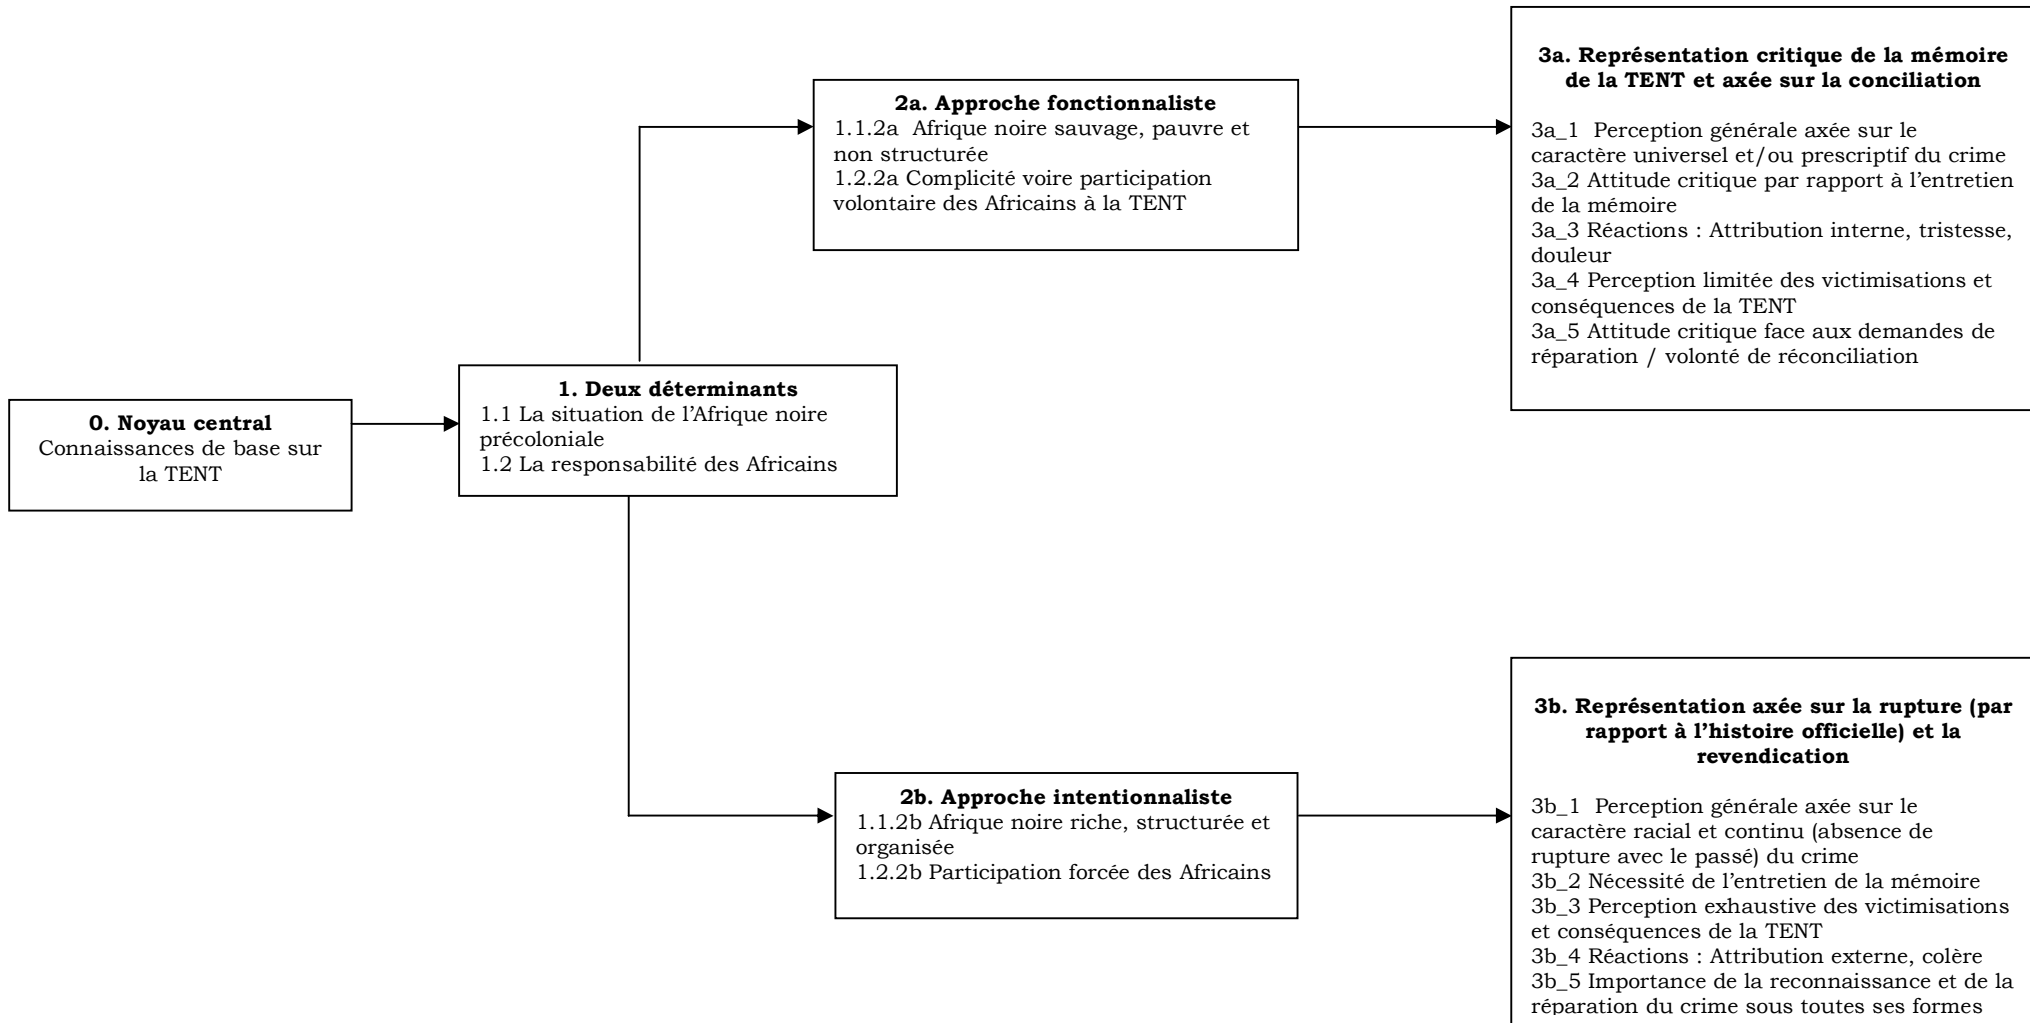 0. Noyau central
Connaissances de base sur
la TENT
1. Deux déterminants
1.1 La situation de l’Afrique noire
précoloniale
1.2 La responsabilité des Africains
2a. Approche fonctionnaliste
1.1.2a  Afrique noire sauvage, pauvre et
non structurée
1.2.2a Complicité voire participation
volontaire des Africains à la TENT
3a. Représentation critique de la mémoire
de la TENT et axée sur la conciliation
3a_1  Perception générale axée sur le
caractère universel et/ou prescriptif du crime
3a_2 Attitude critique par rapport à l’entretien
de la mémoire
3a_3 Réactions : Attribution interne, tristesse,
douleur
3a_4 Perception limitée des victimisations et
conséquences de la TENT
3a_5 Attitude critique face aux demandes de
réparation / volonté de réconciliation
2b. Approche intentionnaliste
1.1.2b Afrique noire riche, structurée et
organisée
1.2.2b Participation forcée des Africains
3b. Représentation axée sur la rupture (par
rapport à l’histoire officielle) et la
revendication
3b_1  Perception générale axée sur le
caractère racial et continu (absence de
rupture avec le passé) du crime
3b_2 Nécessité de l’entretien de la mémoire
3b_3 Perception exhaustive des victimisations
et conséquences de la TENT
3b_4 Réactions : Attribution externe, colère
3b_5 Importance de la reconnaissance et de la
réparation du crime sous toutes ses formes